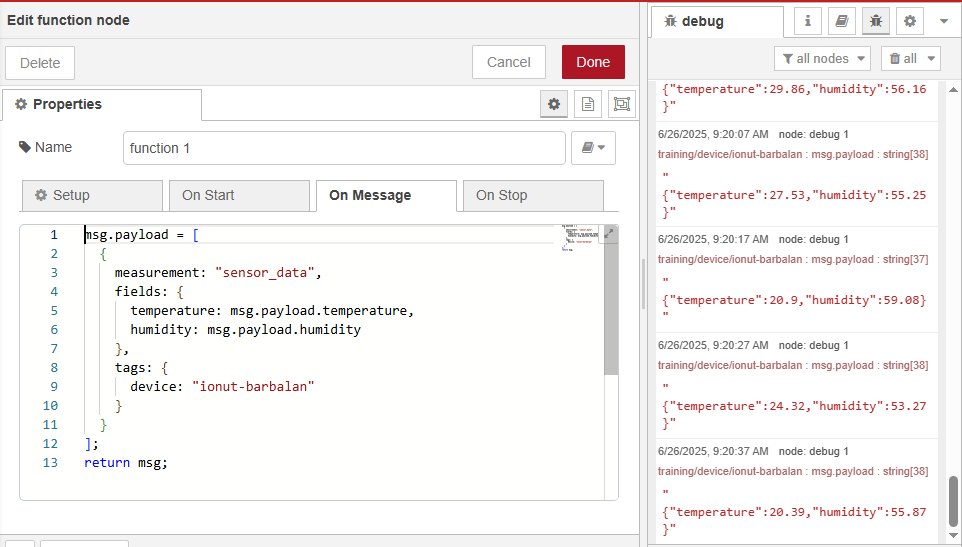 Edit function node
Delete
Cancel
Done
Properties
Name
function 1
Setup
On Start
On Message
On Stop
1 msg.payload = [
2 {
3 measurement: "sensor_data",
4 fields: {
5 temperature: msg.payload.temperature,
6 humidity: msg.payload.humidity
7 },
8 tags: {
9 device: "ionut-barbalan"
10 }
11 }
12 ];
13 return msg;
debug
i
all nodes
all
{"temperature":29.86,"humidity":56.16
}"
6/26/2025, 9:20:07 AM node: debug 1
training/device/ionut-barbalan : msg.payload : string[38]
"
{"temperature":27.53,"humidity":55.25
}"
6/26/2025, 9:20:17 AM node: debug 1
training/device/ionut-barbalan : msg.payload : string[37]
"
{"temperature":20.9,"humidity":59.08}
"
6/26/2025, 9:20:27 AM node: debug 1
training/device/ionut-barbalan : msg.payload : string[38]
"
{"temperature":24.32,"humidity":53.27
}"
6/26/2025, 9:20:37 AM node: debug 1
training/device/ionut-barbalan : msg.payload : string[38]
"
{"temperature":20.39,"humidity":55.87
}"